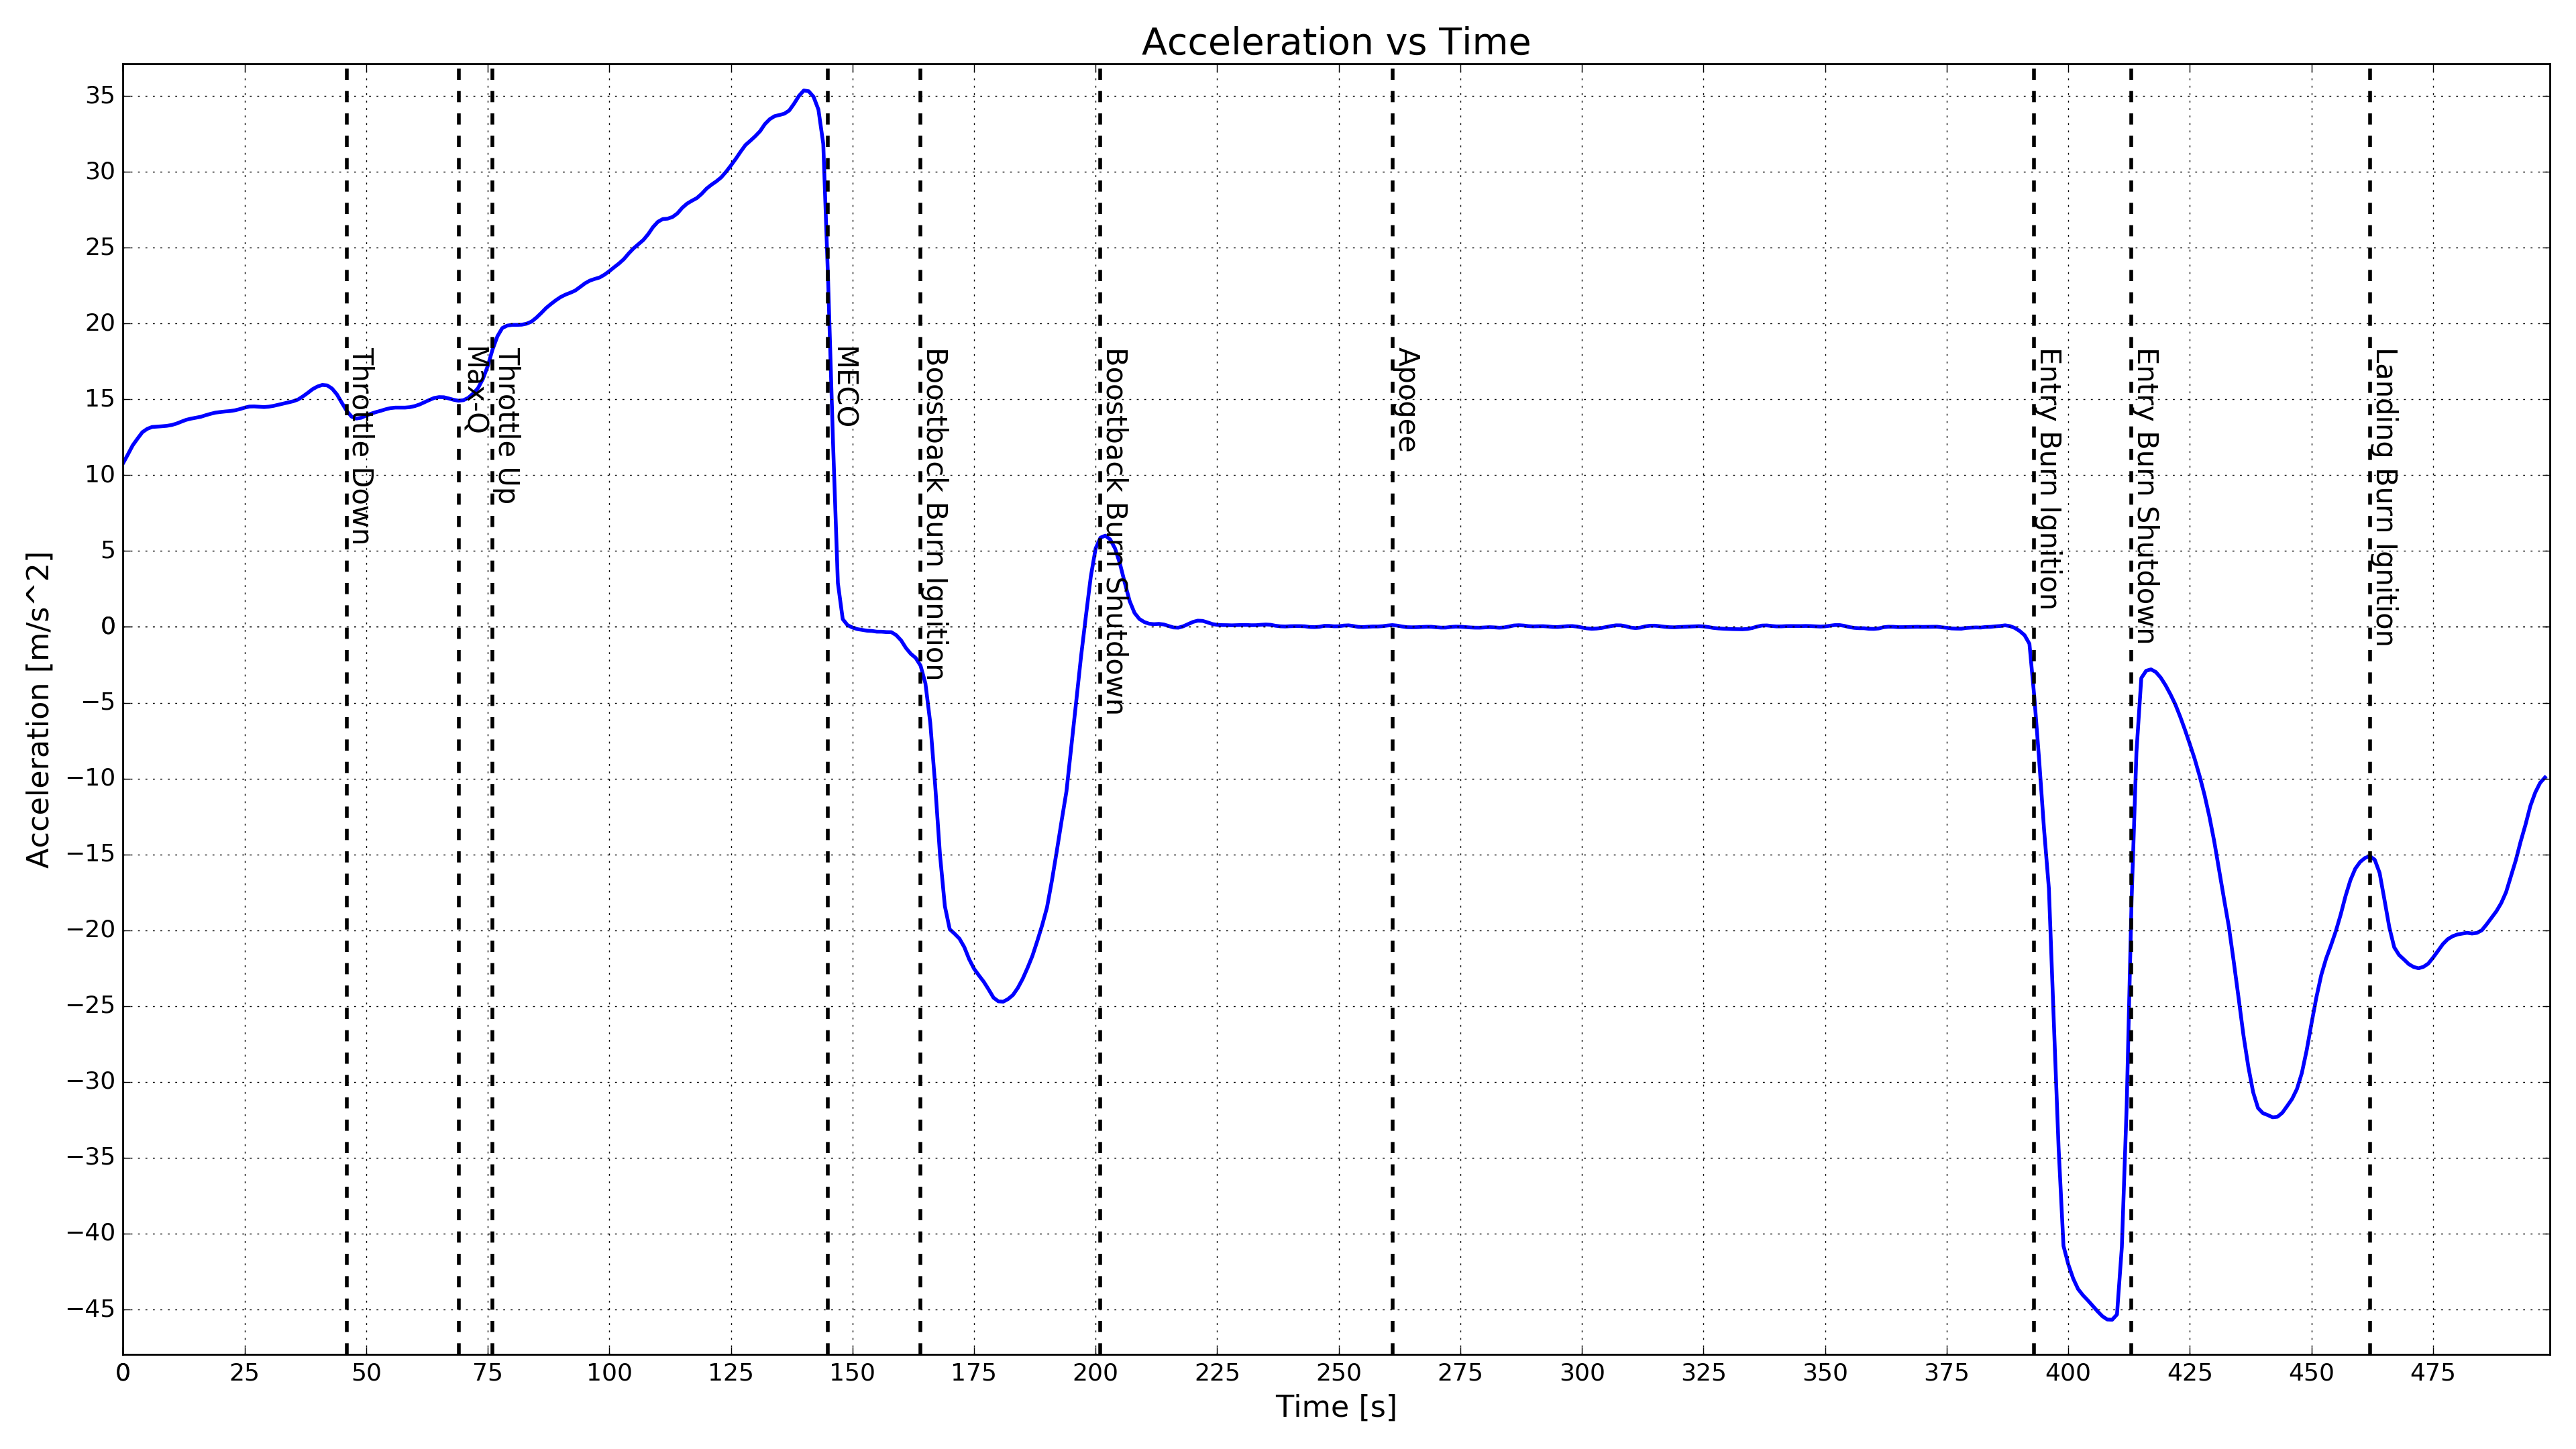 Acceleration vs Time
Acceleration [m/s^2]
35
30
25
20
15
10
5
0
−5
−10
−15
−20
−25
−30
−35
−40
−45
Throttle Down
Max-Q
Throttle Up
MECO
Boostback Burn Ignition
Boostback Burn Shutdown
Apogee
Entry Burn Ignition
Entry Burn Shutdown
Landing Burn Ignition
0 25 50 75 100 125 150 175 200 225 250 275 300 325 350 375 400 425 450 475
Time [s]